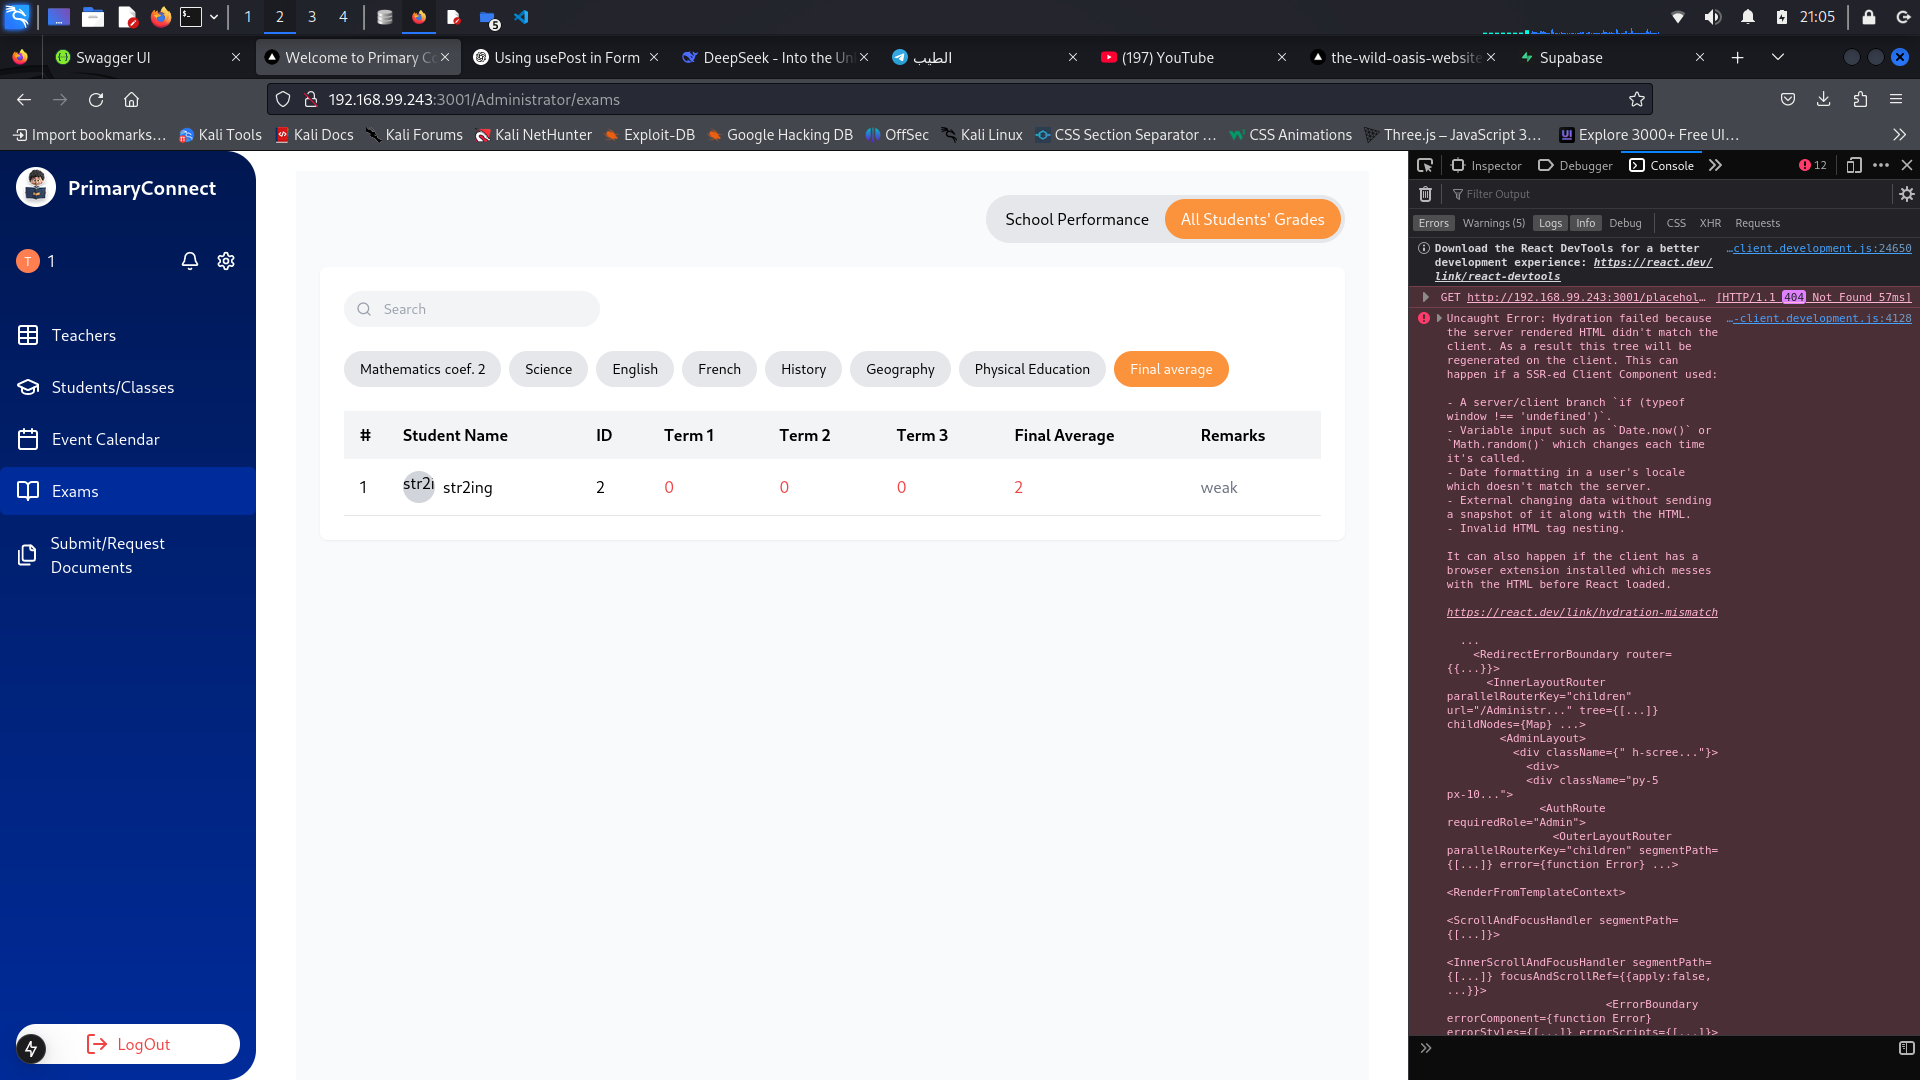 1 2 3 4 5 21:05
Swagger UI
Welcome to Primary Co
Using usePost in Form
DeepSeek - Into the Un
الطيب
(197) YouTube
the-wild-oasis-website
Supabase
192.168.99.243:3001/Administrator/exams
Import bookmarks... Kali Tools Kali Docs Kali Forums Kali NetHunter Exploit-DB Google Hacking DB OffSec Kali Linux CSS Section Separator ... CSS Animations Three.js – JavaScript 3... Explore 3000+ Free UI...
PrimaryConnect
T 1
Teachers
Students/Classes
Event Calendar
Exams
Submit/Request
Documents
LogOut
School Performance All Students' Grades
Search
Mathematics coef. 2 Science English French History Geography Physical Education Final average
# Student Name ID Term 1 Term 2 Term 3 Final Average Remarks
1 str2i str2ing 2 0 0 0 2 weak
Inspector Debugger Console 12
Filter Output
Errors Warnings (5) Logs Info Debug CSS XHR Requests
Download the React DevTools for a better …client.development.js:24650
development experience: https://react.dev/
link/react-devtools
GET http://192.168.99.243:3001/placehol… [HTTP/1.1 404 Not Found 57ms]
Uncaught Error: Hydration failed because …-client.development.js:4128
the server rendered HTML didn't match the
client. As a result this tree will be
regenerated on the client. This can
happen if a SSR-ed Client Component used:
- A server/client branch `if (typeof
window !== 'undefined')`.
- Variable input such as `Date.now()` or
`Math.random()` which changes each time
it's called.
- Date formatting in a user's locale
which doesn't match the server.
- External changing data without sending
a snapshot of it along with the HTML.
- Invalid HTML tag nesting.
It can also happen if the client has a
browser extension installed which messes
with the HTML before React loaded.
https://react.dev/link/hydration-mismatch
...
<RedirectErrorBoundary router=
{{...}}>
<InnerLayoutRouter
parallelRouterKey="children"
url="/Administr..." tree={[...]}
childNodes={Map} ...>
<AdminLayout>
<div className={" h-scree..."}>
<div>
<div className="py-5
px-10...">
<AuthRoute
requiredRole="Admin">
<OuterLayoutRouter
parallelRouterKey="children" segmentPath=
{[...]} error={function Error} ...>
<RenderFromTemplateContext>
<ScrollAndFocusHandler segmentPath=
{[...]}>
<InnerScrollAndFocusHandler segmentPath=
{[...]} focusAndScrollRef={{apply:false,
...}}>
<ErrorBoundary
errorComponent={function Error}
errorStyles={[...]} errorScripts={[...]}>